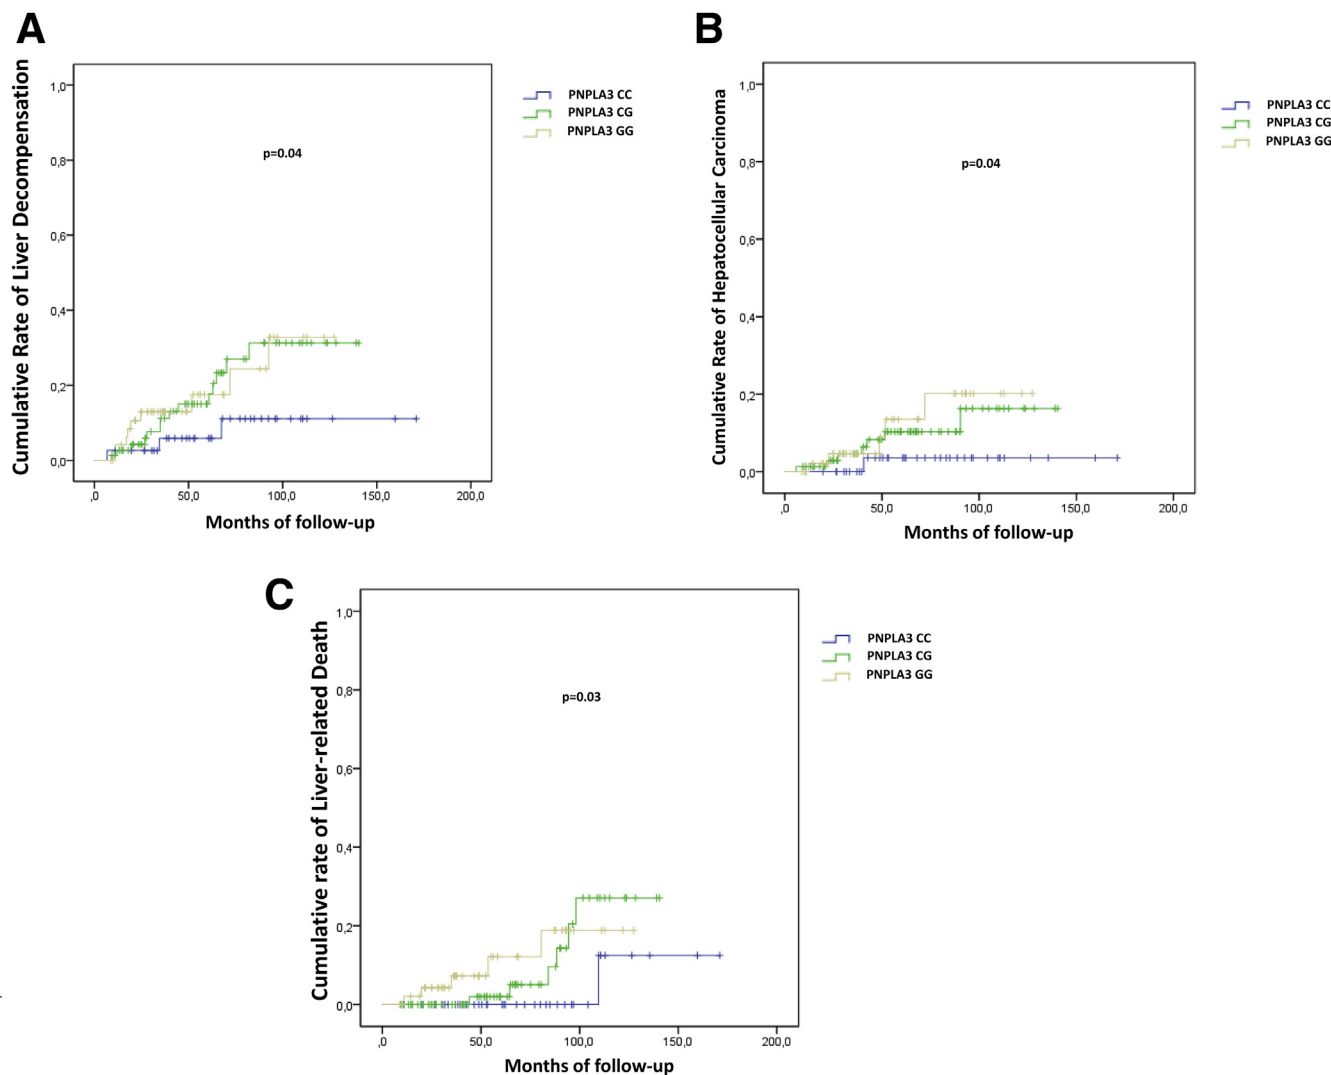 A
Cumulative Rate of Liver Decompensation
1,0
0,8
0,6
0,4
0,2
0,0
p=0.04
,0 50,0 100,0 150,0 200,0
Months of follow-up
PNPLA3 CC
PNPLA3 CG
PNPLA3 GG
B
Cumulative Rate of Hepatocellular Carcinoma
1,0
0,8
0,6
0,4
0,2
0,0
p=0.04
,0 50,0 100,0 150,0 200,0
Months of follow-up
PNPLA3 CC
PNPLA3 CG
PNPLA3 GG
C
Cumulative rate of Liver-related Death
1,0
0,8
0,6
0,4
0,2
0,0
p=0.03
,0 50,0 100,0 150,0 200,0
Months of follow-up
PNPLA3 CC
PNPLA3 CG
PNPLA3 GG